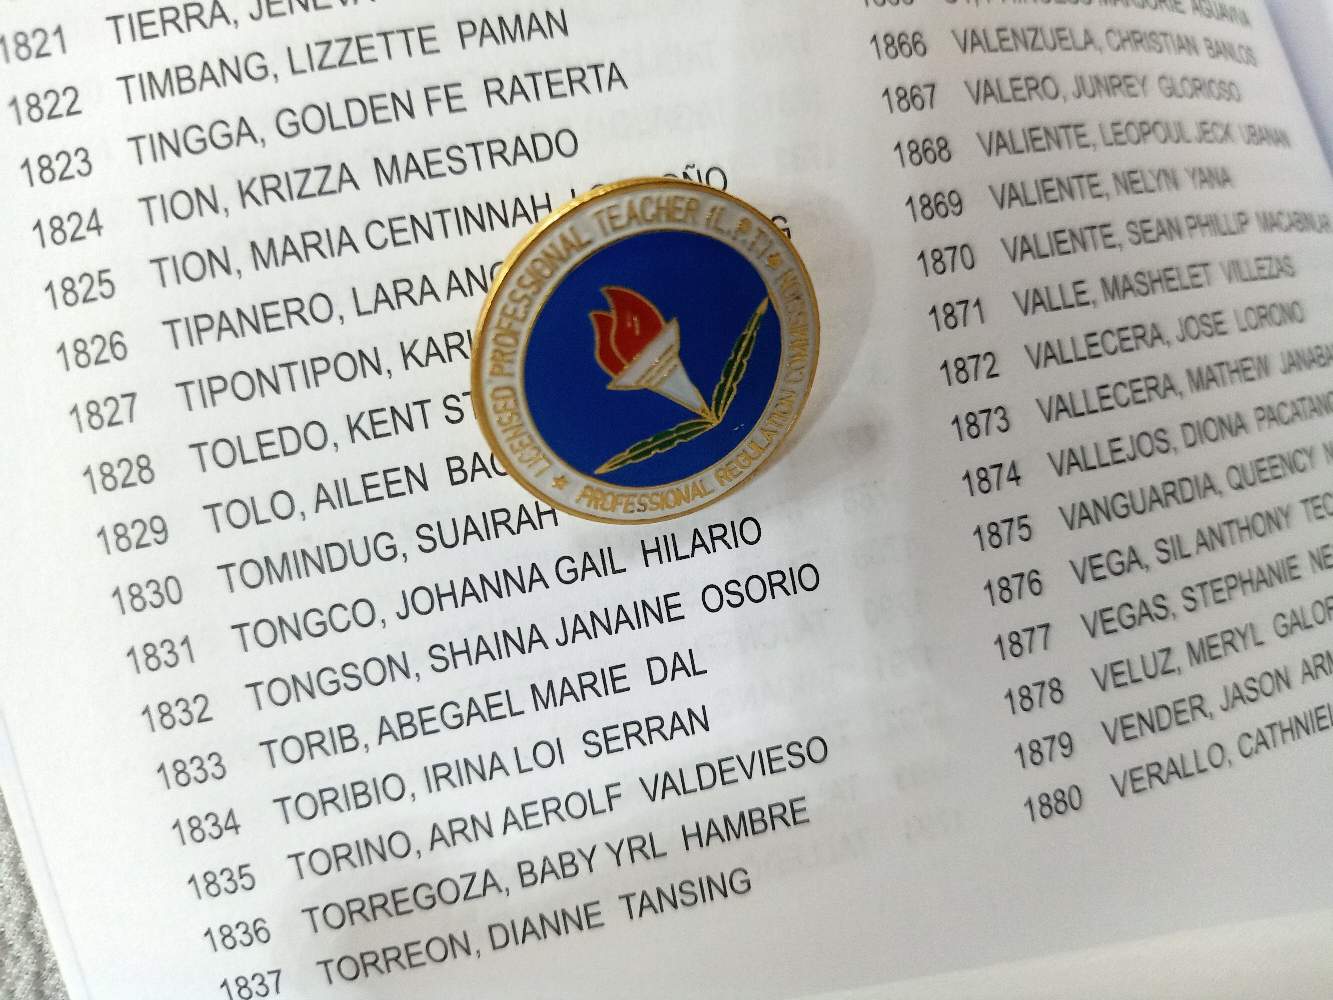 1821 TIERRA,
1822 TIMBANG, LIZZETTE PAMAN
1823 TINGGA, GOLDEN FE RATERTA
1824 TION, KRIZZA MAESTRADO
1825 TION, MARIA CENTINNAH
1826 TIPANERO, LARA
1827 TIPONTIPON,
1828 TOLEDO, KENT
1829 TOLO, AILEEN
1830 TOMINDUG, SUAIRAH
1831 TONGCO, JOHANNA GAIL HILARIO
1832 TONGSON, SHAINA JANAINE OSORIO
1833 TORIB, ABEGAEL MARIE DAL
1834 TORIBIO, IRINA LOI SERRAN
1835 TORINO, ARN AEROLF VALDEVIESO
1836 TORREGOZA, BABY YRL HAMBRE
1837 TORREON, DIANNE TANSING
LICENSED PROFESSIONAL TEACHER (L.P.T)
PROFESSIONAL REGULATION COMMISSION
1866 VALENZUELA, CHRISTIAN BANLOS
1867 VALERO, JUNREY GLORIOSO
1868 VALIENTE, LEOPOUL JECK UBANAN
1869 VALIENTE, NELYN YANA
1870 VALIENTE, SEAN PHILLIP
1871 VALLE, MASHELET VILLEZAS
1872 VALLECERA, JOSE LORONO
1873 VALLECERA, MATHEW
1874 VALLEJOS, DIONA
1875 VANGUARDIA, QUEENCY
1876 VEGA, SIL ANTHONY
1877 VEGAS, STEPHANIE
1878 VELUZ, MERYL
1879 VENDER, JASON
1880 VERALLO,